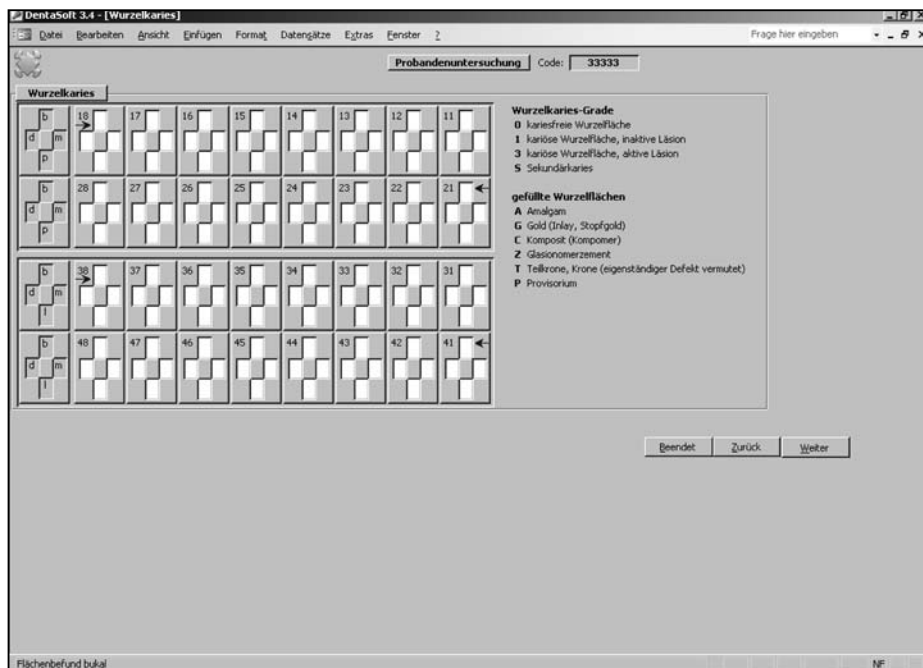 DentaSoft 3.4 - [Wurzelkaries]
Datei Bearbeiten Ansicht Einfügen Format Datensätze Extras Fenster ? Frage hier eingeben
Probandenuntersuchung Code: 33333
Wurzelkaries
b
d m
p
18 17 16 15 14 13 12 11
b
d m
p
28 27 26 25 24 23 22 21
b
d m
l
38 37 36 35 34 33 32 31
b
d m
l
48 47 46 45 44 43 42 41
Wurzelkaries-Grade
0 kariesfreie Wurzelfläche
1 kariöse Wurzelfläche, inaktive Läsion
3 kariöse Wurzelfläche, aktive Läsion
S Sekundärkaries
gefüllte Wurzelflächen
A Amalgam
G Gold (Inlay, Stopfgold)
C Komposit (Kompomer)
Z Glasionomerzement
T Teilkrone, Krone (eigenständiger Defekt vermutet)
P Provisorium
Beendet Zurück Weiter
Flächenbefund bukal NF